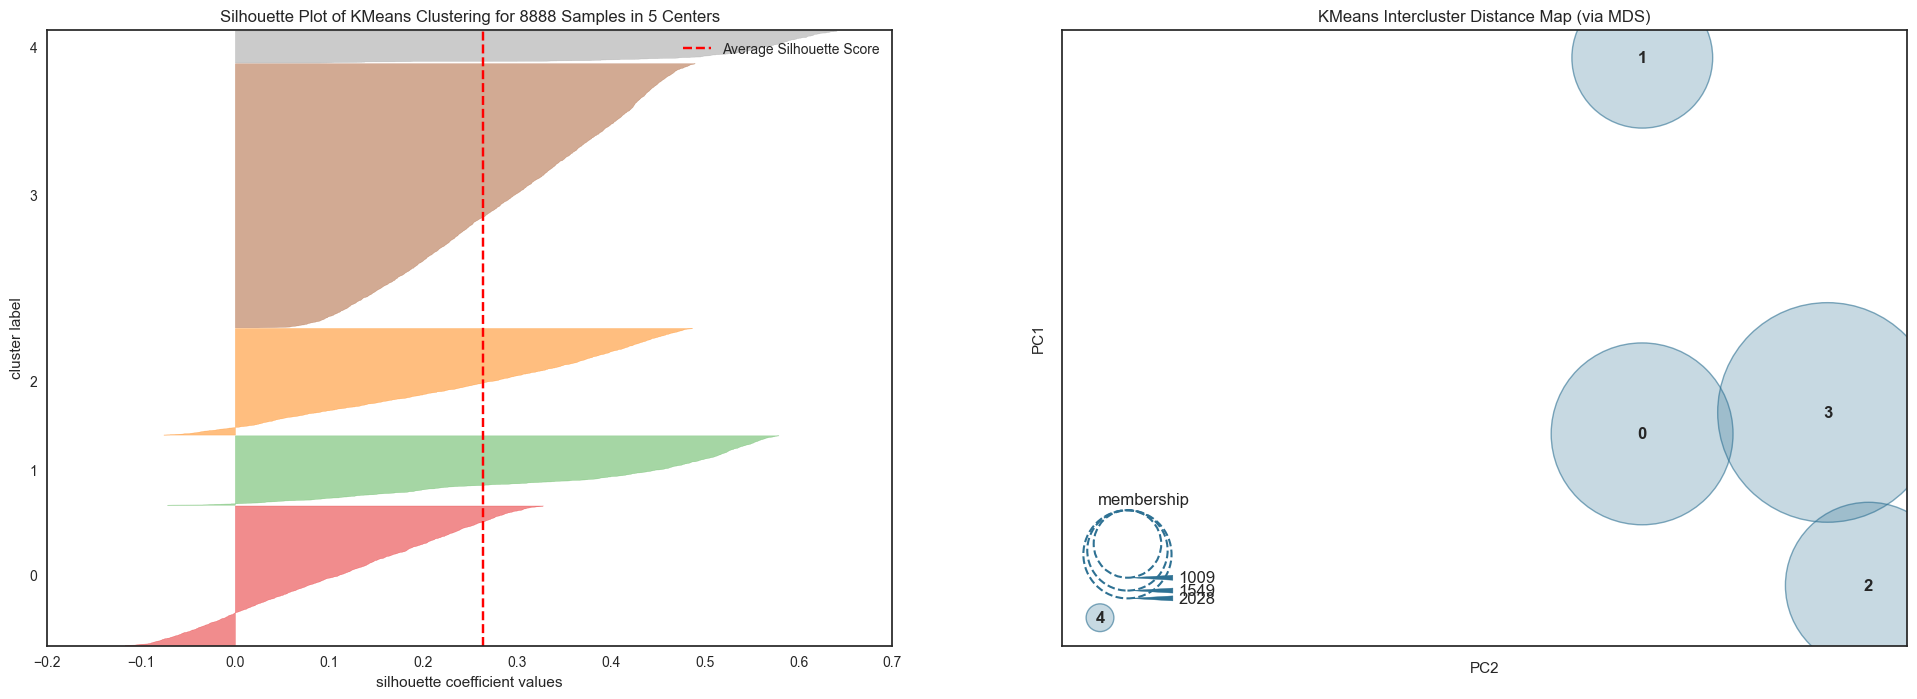 Silhouette Plot of KMeans Clustering for 8888 Samples in 5 Centers
Average Silhouette Score
cluster label
4
3
2
1
0
−0.2 −0.1 0.0 0.1 0.2 0.3 0.4 0.5 0.6 0.7
silhouette coefficient values
KMeans Intercluster Distance Map (via MDS)
PC1
1
3
0
2
4
membership
1009
1549
2028
PC2